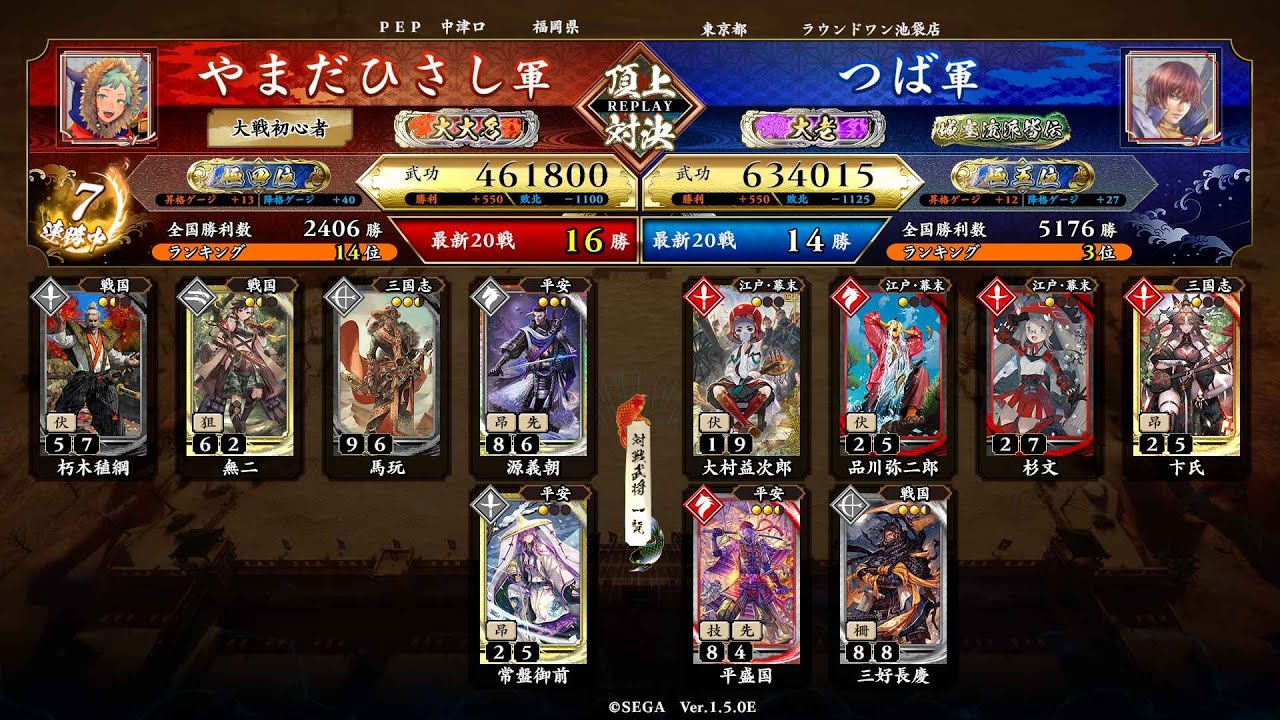 PEP 中津口 福岡県
東京都 ラウンドワン池袋店
やまだひさし軍
頂上
REPLAY
対決
つば軍
大戦初心者
大大名
大老
城塞流派皆伝
7
連勝中
極四位
昇格ゲージ +13 降格ゲージ +40
武功 461800
勝利 +550 敗北 -1100
武功 634015
勝利 +550 敗北 -1125
極五位
昇格ゲージ +12 降格ゲージ +27
全国勝利数 2406 勝
ランキング 14位
最新20戦 16 勝
最新20戦 14 勝
全国勝利数 5176 勝
ランキング 3位
戦国
伏
5 7
朽木稙綱
戦国
狙
6 2
無二
三国志
9 6
馬玩
平安
昂 先
8 6
源義朝
対戦武将一覧
江戸・幕末
伏
1 9
大村益次郎
江戸・幕末
伏
2 5
品川弥二郎
江戸・幕末
2 7
杉文
三国志
昂
2 5
卞氏
平安
昂
2 5
常盤御前
平安
技 先
8 4
平盛国
戦国
柵
8 8
三好長慶
©SEGA Ver.1.5.0E